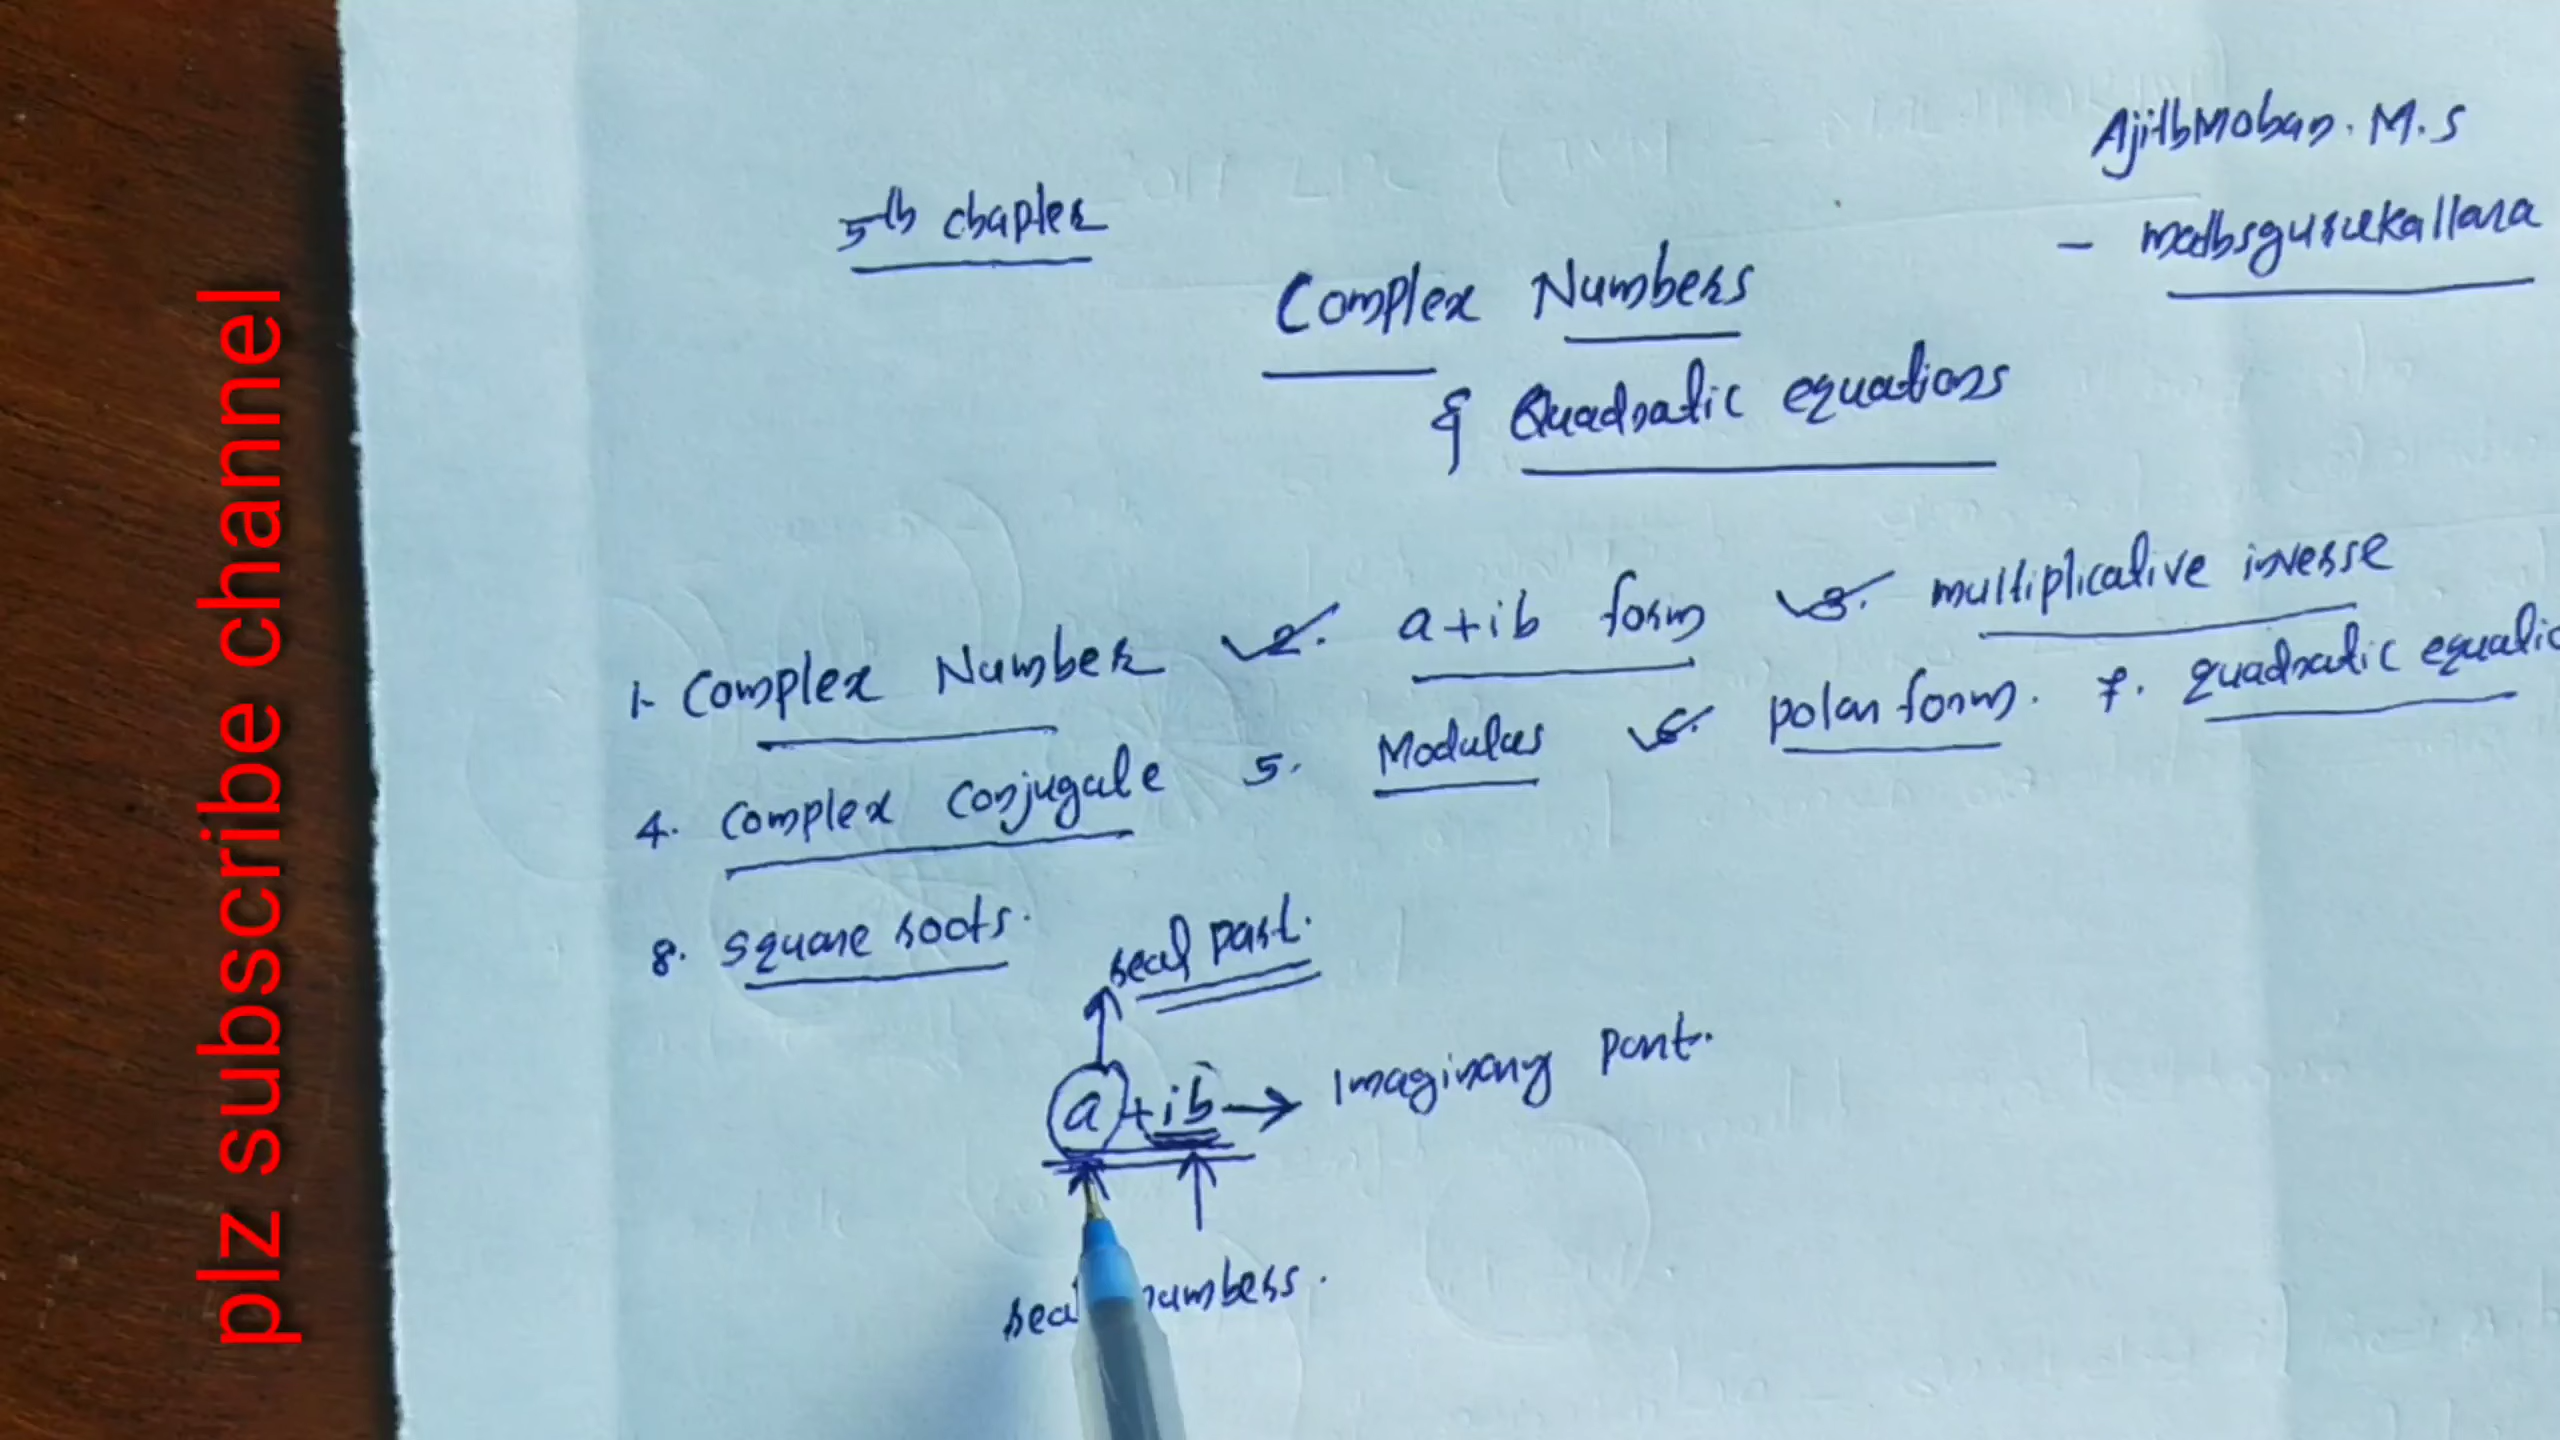 AjithMohan. M.S
5th chapter
- mathsgurukallara
Complex Numbers
& Quadratic equations
1. Complex Number 2. a+ib form 3. multiplicative inverse
4. Complex Conjugate 5. Modulus 6. polar form. 7. quadratic equatio
8. Square roots.
real part.
a+ib → Imaginary part.
real numbers.
plz subscribe channel